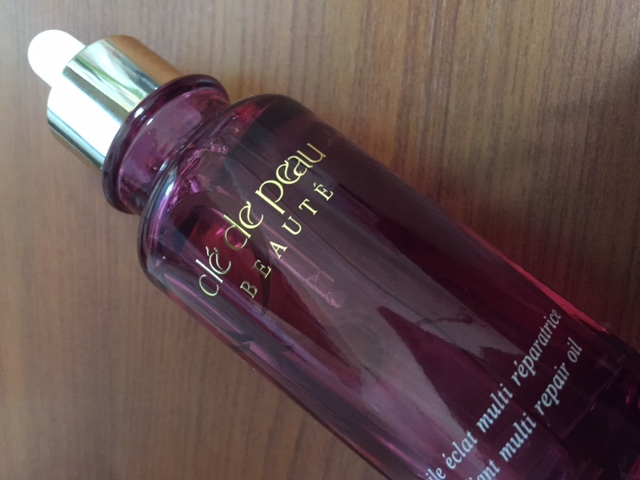 clé de peau
BEAUTÉ
éclat multi réparatrice
multi repair oil